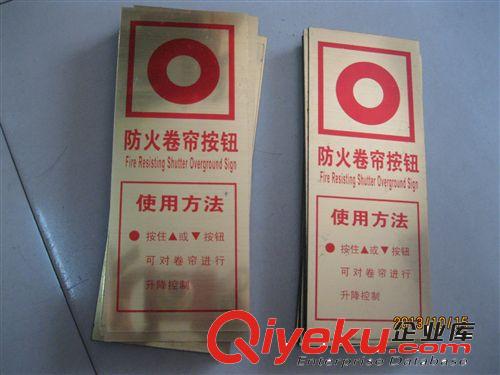 防火卷帘按钮
Fire Resisting Shutter Overground Sign
使用方法
● 按住▲或▼按钮
可对卷帘进行
升降控制
防火卷帘按钮
Fire Resisting Shutter Overground Sign
使用方法
● 按住▲或▼按钮
可对卷帘进行
升降控制
2013/10/15
Qiyeku.com 企业库
Enterprise Database